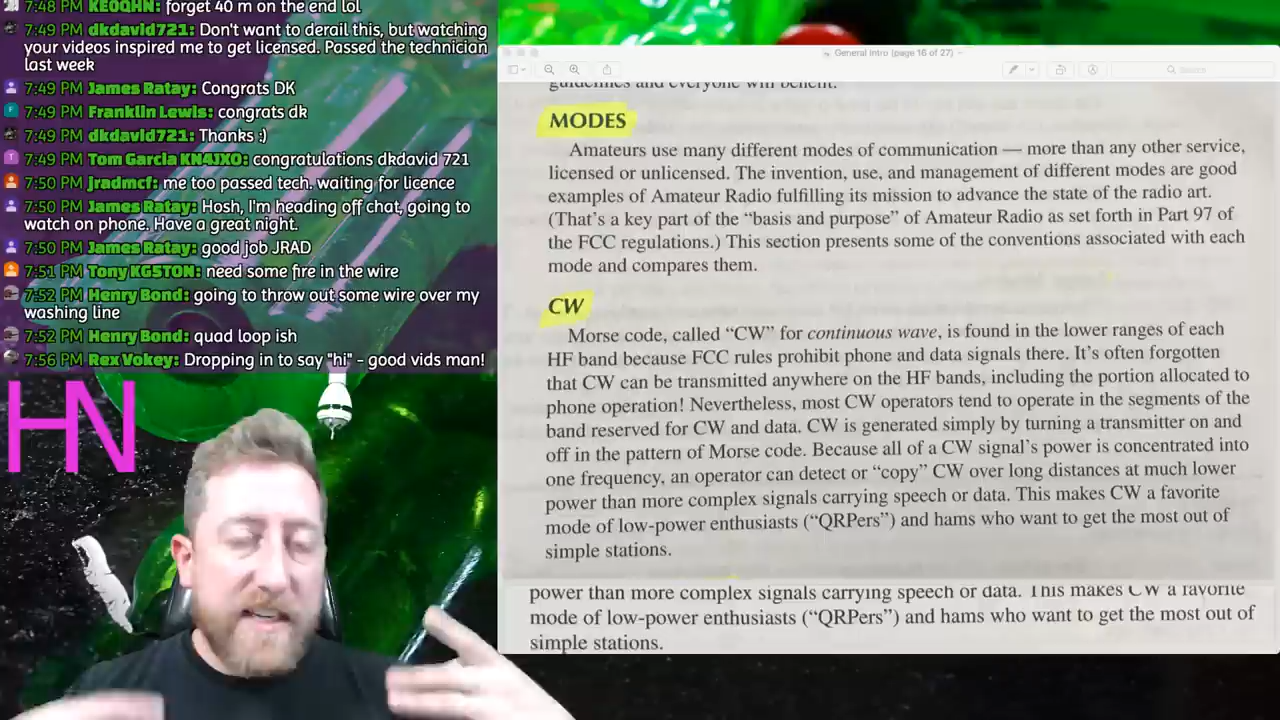 7:48 PM KE0QHN: forget 40 m on the end lol
7:49 PM dkdavid721: Don't want to derail this, but watching
your videos inspired me to get licensed. Passed the technician
last week
7:49 PM James Ratay: Congrats DK
7:49 PM Franklin Lewis: congrats dk
7:49 PM dkdavid721: Thanks :)
7:49 PM Tom Garcia KN4JXO: congratulations dkdavid 721
7:50 PM jradmcf: me too passed tech. waiting for licence
7:50 PM James Ratay: Hosh, I'm heading off chat, going to
watch on phone. Have a great night.
7:50 PM James Ratay: good job JRAD
7:51 PM Tony KG5TON: need some fire in the wire
7:52 PM Henry Bond: going to throw out some wire over my
washing line
7:52 PM Henry Bond: quad loop ish
7:56 PM Rex Vokey: Dropping in to say "hi" - good vids man!
HN
General Intro (page 16 of 27)
Search
guidelines and everyone will benefit.
MODES
Amateurs use many different modes of communication — more than any other service,
licensed or unlicensed. The invention, use, and management of different modes are good
examples of Amateur Radio fulfilling its mission to advance the state of the radio art.
(That's a key part of the “basis and purpose” of Amateur Radio as set forth in Part 97 of
the FCC regulations.) This section presents some of the conventions associated with each
mode and compares them.
CW
Morse code, called “CW” for continuous wave, is found in the lower ranges of each
HF band because FCC rules prohibit phone and data signals there. It's often forgotten
that CW can be transmitted anywhere on the HF bands, including the portion allocated to
phone operation! Nevertheless, most CW operators tend to operate in the segments of the
band reserved for CW and data. CW is generated simply by turning a transmitter on and
off in the pattern of Morse code. Because all of a CW signal's power is concentrated into
one frequency, an operator can detect or “copy” CW over long distances at much lower
power than more complex signals carrying speech or data. This makes CW a favorite
mode of low-power enthusiasts (“QRPers”) and hams who want to get the most out of
simple stations.
power than more complex signals carrying speech or data. This makes CW a favorite
mode of low-power enthusiasts (“QRPers”) and hams who want to get the most out of
simple stations.